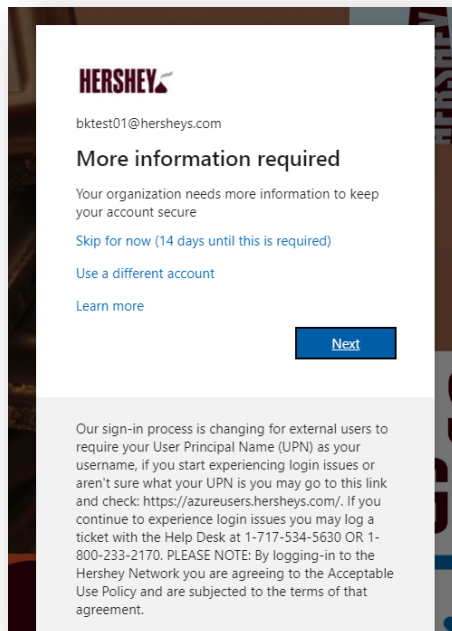 HERSHEY
bktest01@hersheys.com
More information required
Your organization needs more information to keep
your account secure
Skip for now (14 days until this is required)
Use a different account
Learn more
Next
Our sign-in process is changing for external users to
require your User Principal Name (UPN) as your
username, if you start experiencing login issues or
aren't sure what your UPN is you may go to this link
and check: https://azureusers.hersheys.com/. If you
continue to experience login issues you may log a
ticket with the Help Desk at 1-717-534-5630 OR 1-
800-233-2170. PLEASE NOTE: By logging-in to the
Hershey Network you are agreeing to the Acceptable
Use Policy and are subjected to the terms of that
agreement.